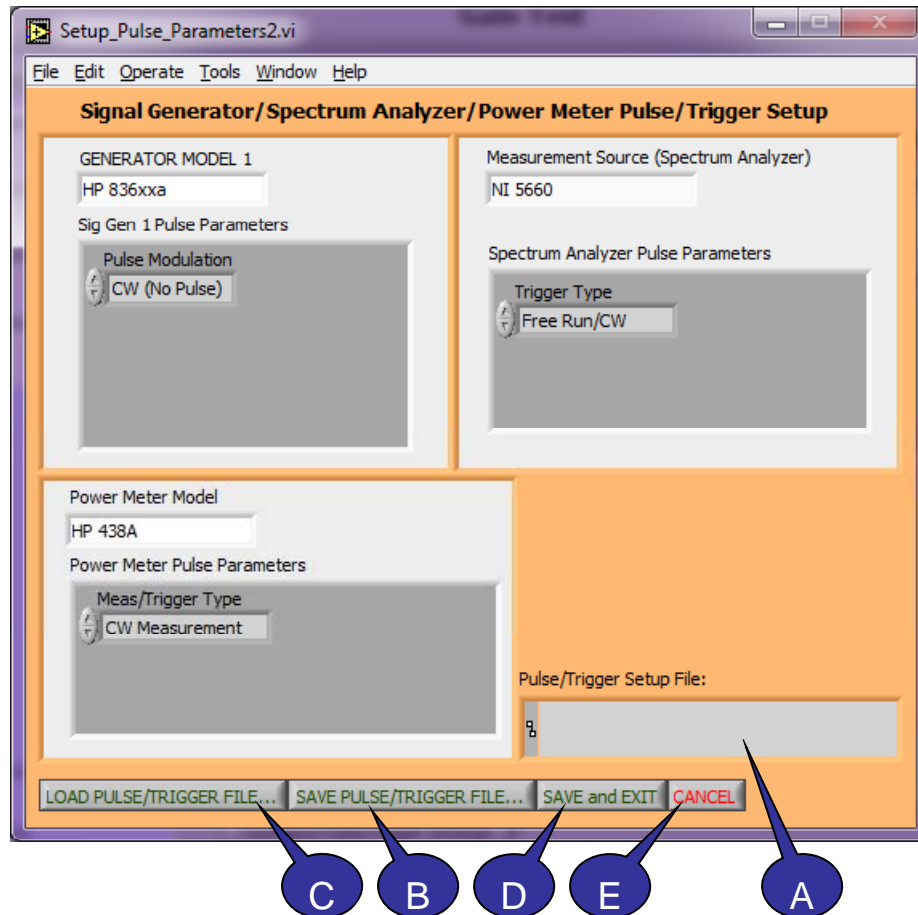 Setup_Pulse_Parameters2.vi
File Edit Operate Tools Window Help
Signal Generator/Spectrum Analyzer/Power Meter Pulse/Trigger Setup
GENERATOR MODEL 1
HP 836xxa
Sig Gen 1 Pulse Parameters
Pulse Modulation
CW (No Pulse)
Measurement Source (Spectrum Analyzer)
NI 5660
Spectrum Analyzer Pulse Parameters
Trigger Type
Free Run/CW
Power Meter Model
HP 438A
Power Meter Pulse Parameters
Meas/Trigger Type
CW Measurement
Pulse/Trigger Setup File:
LOAD PULSE/TRIGGER FILE... SAVE PULSE/TRIGGER FILE... SAVE and EXIT CANCEL
C B D E A